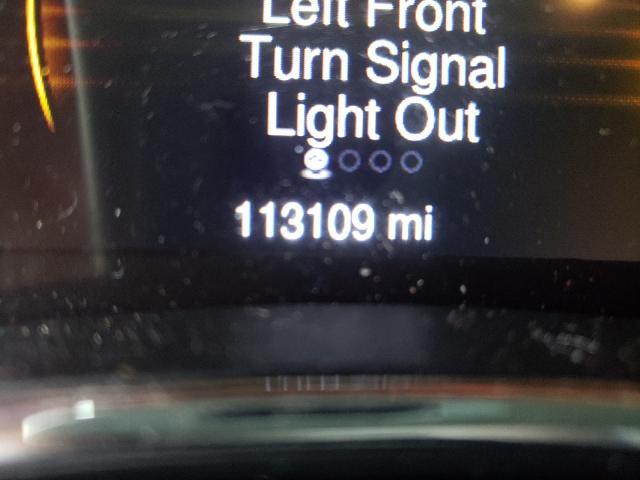 Left Front
Turn Signal
Light Out
113109 mi